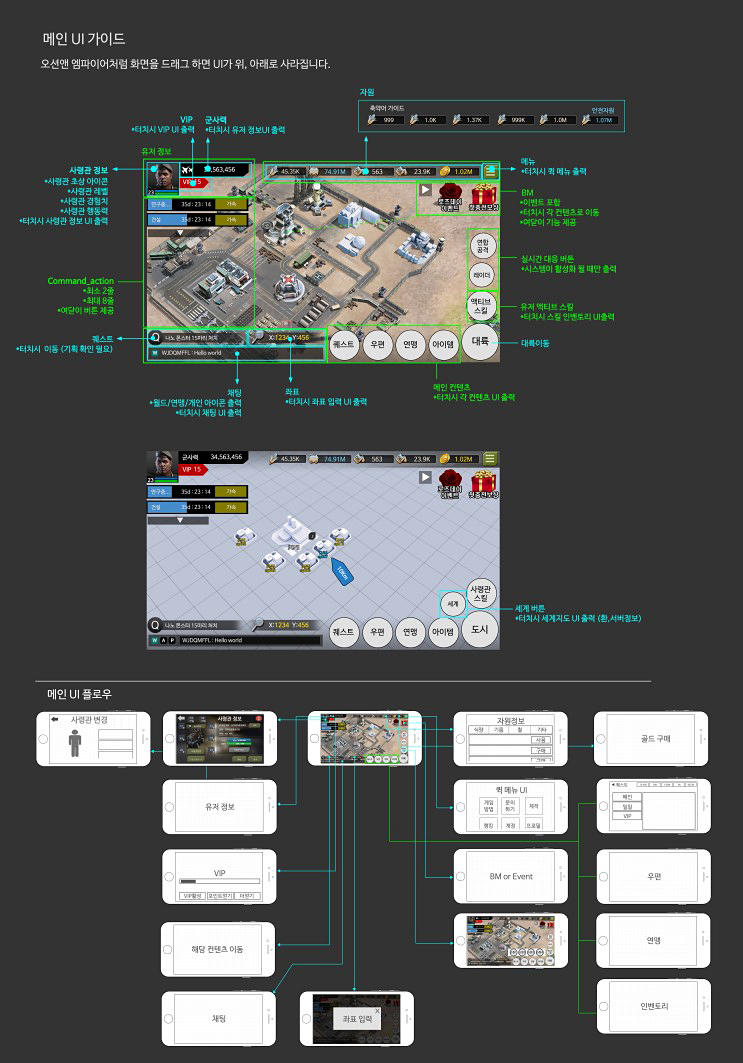 메인 UI 가이드
오션앤 엠파이어처럼 화면을 드래그 하면 UI가 위, 아래로 사라집니다.
자원
축약어 가이드
안전자원
999
1.0K
1.37K
999K
1.0M
1.07M
VIP
•터치시 VIP UI 출력
군사력
•터치시 유저 정보UI 출력
유저 정보
메뉴
•터치시 퀵 메뉴 출력
사령관 정보
•사령관 초상 아이콘
•사령관 레벨
•사령관 경험치
•사령관 행동력
•터치시 사령관 정보 UI 출력
,563,456
VIP 15
23
45.35K
74.91M
563
23.9K
1.02M
연구중..
35d : 23 : 14
가속
건설
35d : 23 : 14
가속
로즈데이
이벤트
BM
•이벤트 포함
•터치시 각 컨텐츠로 이동
•여닫이 기능 제공
연합
공격
레이더
실시간 대응 버튼
•시스템이 활성화 될 때만 출력
Command_action
•최소 2줄
•최대 8줄
•여닫이 버튼 제공
액티브
스킬
유저 액티브 스킬
•터치시 스킬 인벤토리 UI출력
퀘스트
•터치시 이동 (기획 확인 필요)
Q
나노 몬스터 15마리 처치
X:1234 Y:456
W
WJDQMFFL : Hello world
퀘스트
우편
연맹
아이템
대륙
대륙이동
채팅
•월드/연맹/개인 아이콘 출력
•터치시 채팅 UI 출력
좌표
•터치시 좌표 입력 UI 출력
메인 컨텐츠
•터치시 각 컨텐츠 UI 출력
군사력
34,563,456
VIP 15
23
45.35K
74.91M
563
23.9K
1.02M
연구중..
35d : 23 : 14
가속
건설
35d : 23 : 14
가속
로즈데이
이벤트
10Km
사령관
스킬
세계
세계 버튼
•터치시 세계지도 UI 출력 (환,서버정보)
Q
나노 몬스터 15마리 처치
X:1234 Y:456
W A P
WJDQMFFL : Hello world
퀘스트
우편
연맹
아이템
도시
메인 UI 플로우
사령관 변경
사령관 정보
자원정보
식량
기름
철
기타
사용
구매
골드 구매
유저 정보
퀵 메뉴 UI
게임
방법
문의
하기
채팅
랭킹
계정
프로필
퀘스트
메인
일일
VIP
VIP
VIP활성
포인트얻기
더얻기
BM or Event
우편
해당 컨텐츠 이동
연맹
채팅
좌표 입력
인벤토리